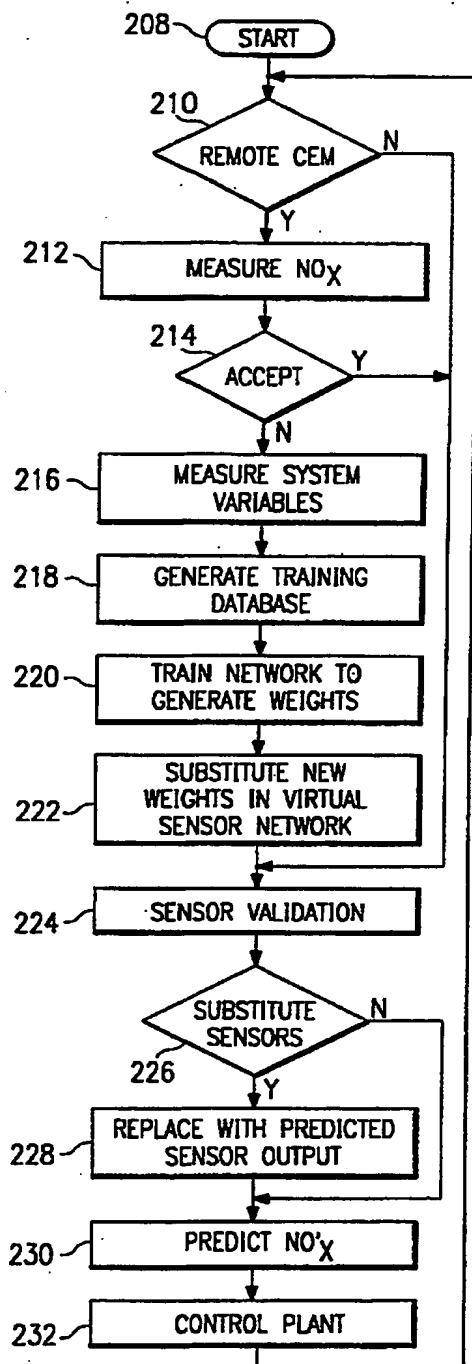 208
START
210
REMOTE CEM
N
Y
212
MEASURE NOX
214
ACCEPT
Y
N
216
MEASURE SYSTEM
VARIABLES
218
GENERATE TRAINING
DATABASE
220
TRAIN NETWORK TO
GENERATE WEIGHTS
222
SUBSTITUTE NEW
WEIGHTS IN VIRTUAL
SENSOR NETWORK
224
SENSOR VALIDATION
SUBSTITUTE
SENSORS
N
226
Y
228
REPLACE WITH PREDICTED
SENSOR OUTPUT
230
PREDICT NO'X
232
CONTROL PLANT